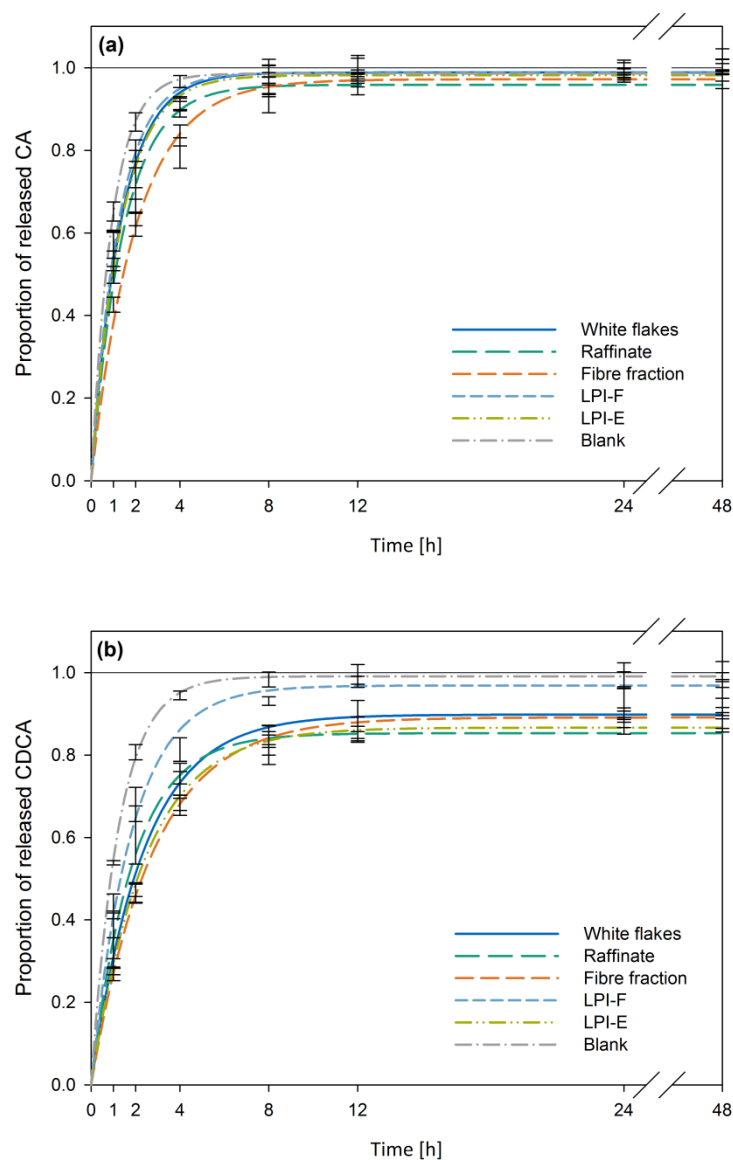 (a)
Proportion of released CA
1.0
0.8
0.6
0.4
0.2
0.0
White flakes
Raffinate
Fibre fraction
LPI-F
LPI-E
Blank
0 1 2 4 8 12 24 48
Time [h]
(b)
Proportion of released CDCA
1.0
0.8
0.6
0.4
0.2
0.0
White flakes
Raffinate
Fibre fraction
LPI-F
LPI-E
Blank
0 1 2 4 8 12 24 48
Time [h]